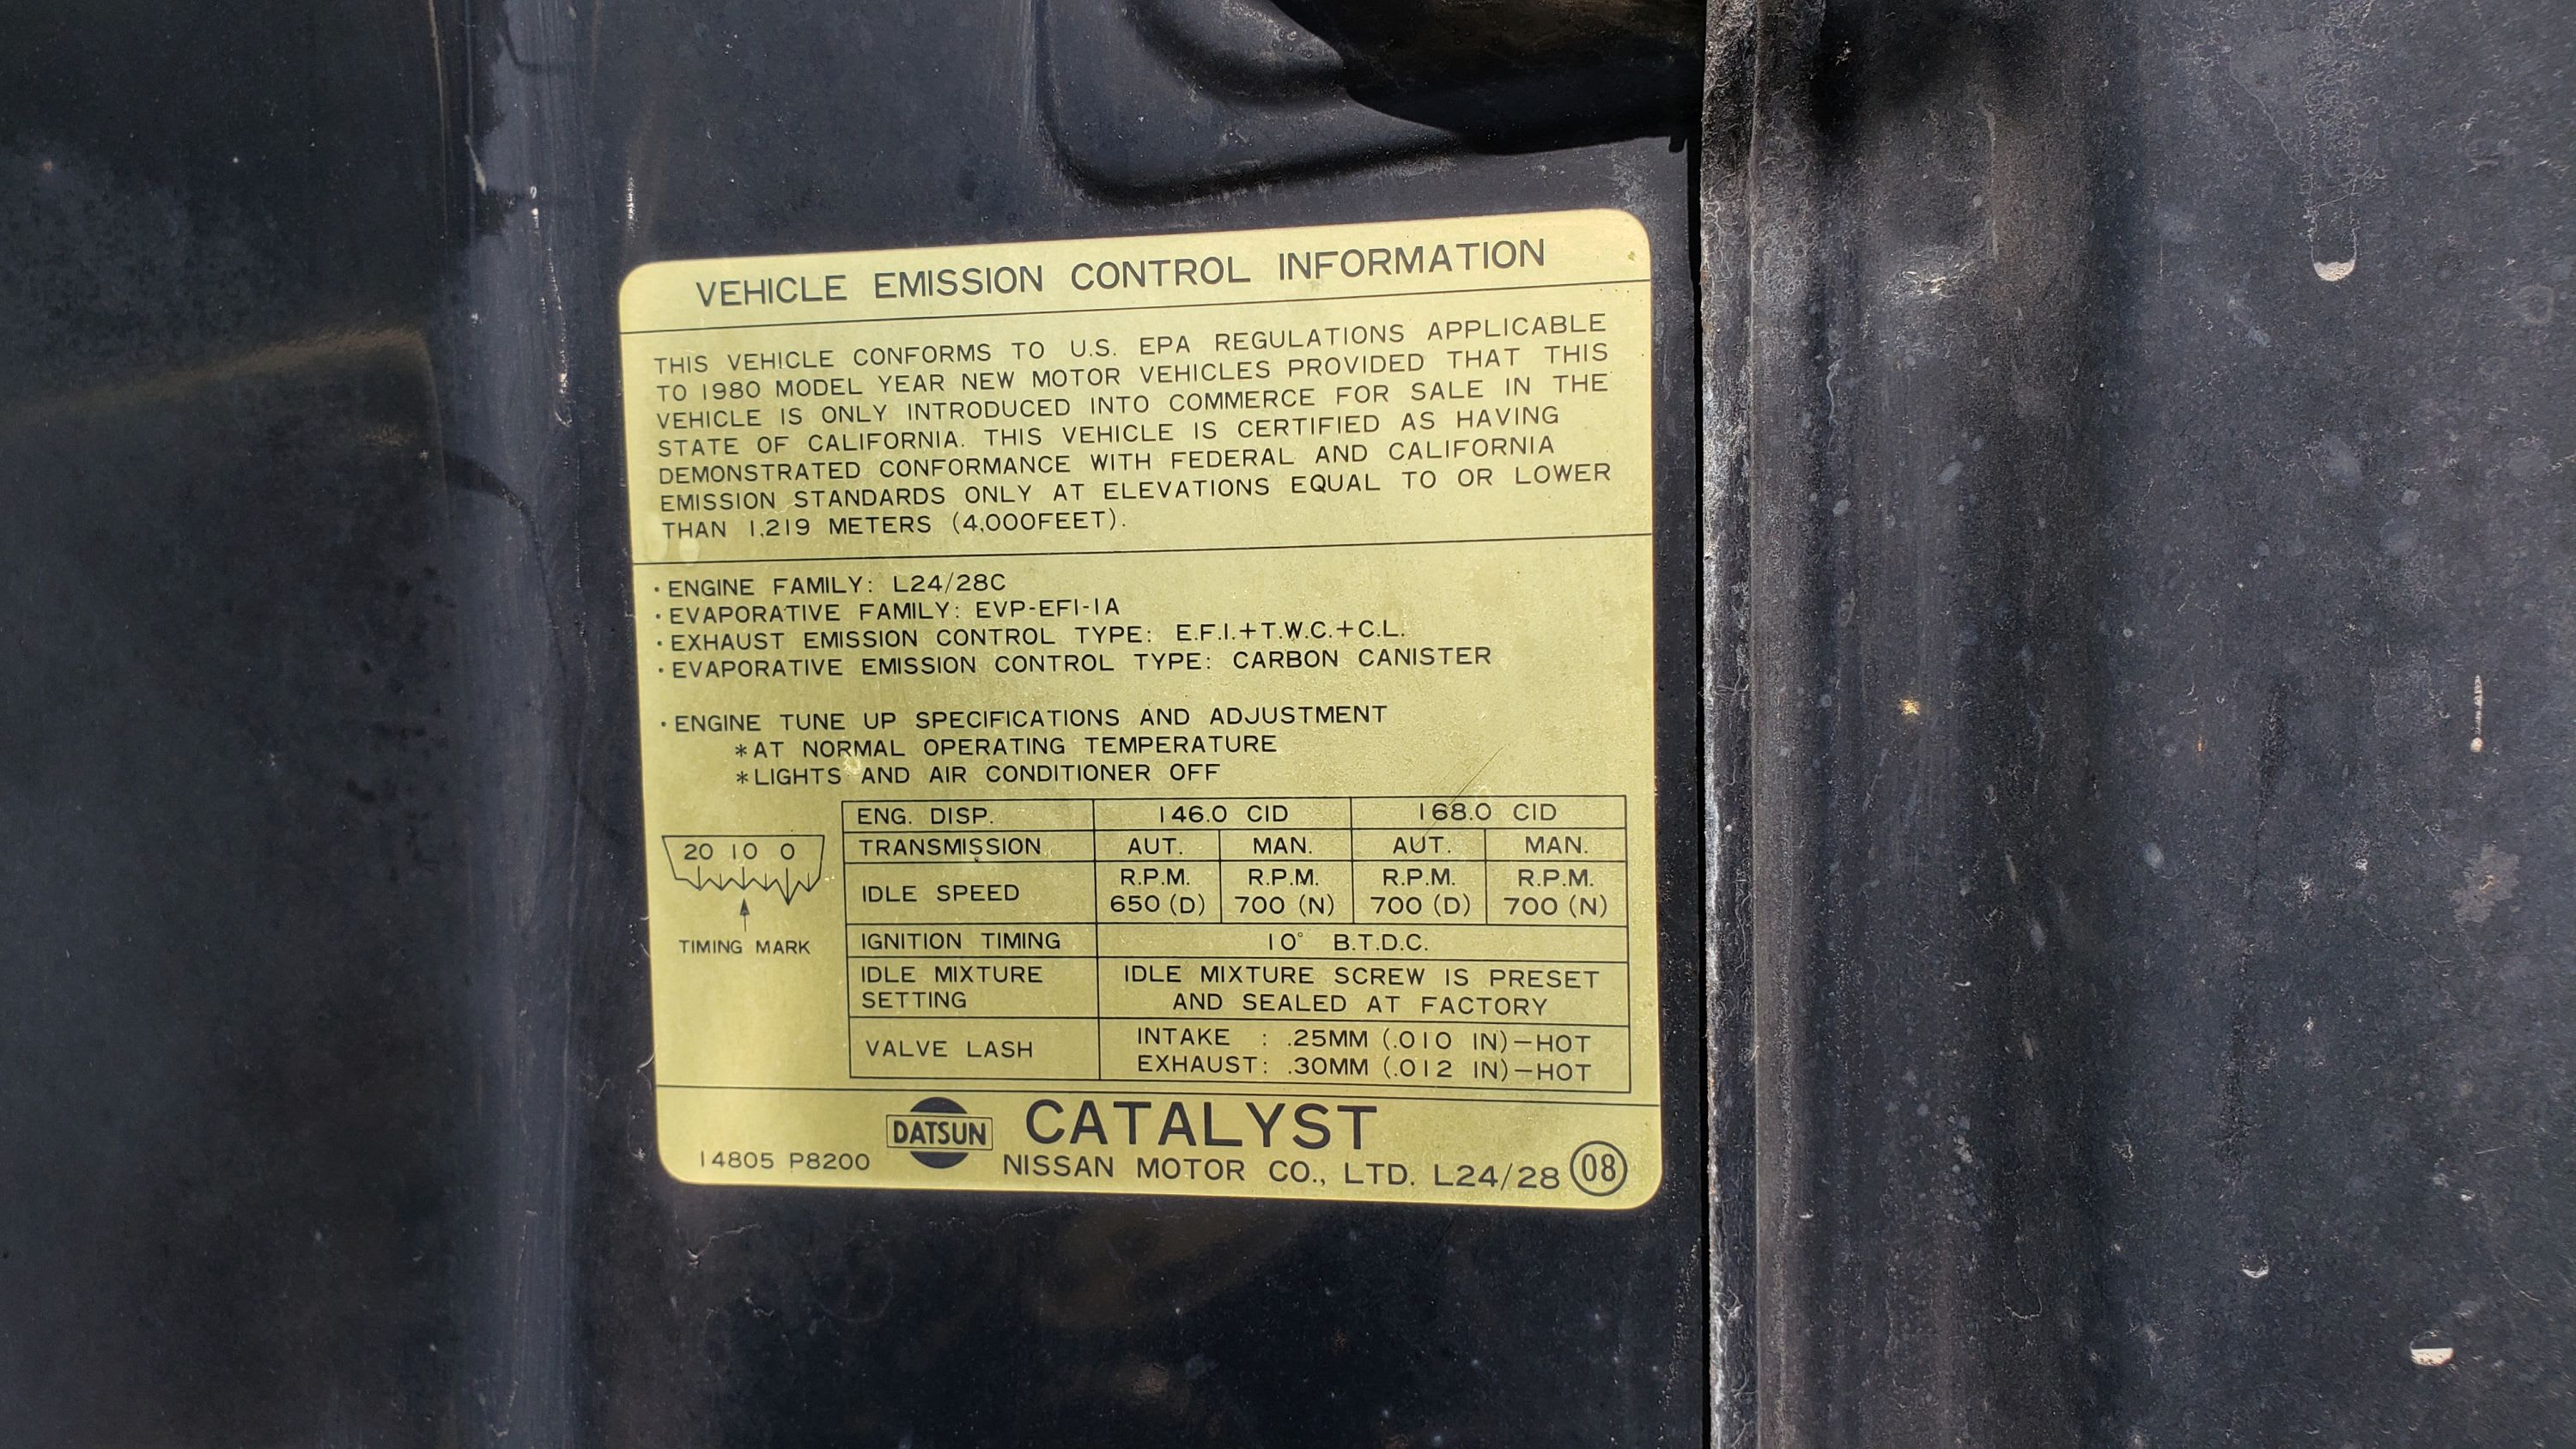 VEHICLE EMISSION CONTROL INFORMATION
THIS VEHICLE CONFORMS TO U.S. EPA REGULATIONS APPLICABLE
TO 1980 MODEL YEAR NEW MOTOR VEHICLES PROVIDED THAT THIS
VEHICLE IS ONLY INTRODUCED INTO COMMERCE FOR SALE IN THE
STATE OF CALIFORNIA. THIS VEHICLE IS CERTIFIED AS HAVING
DEMONSTRATED CONFORMANCE WITH FEDERAL AND CALIFORNIA
EMISSION STANDARDS ONLY AT ELEVATIONS EQUAL TO OR LOWER
THAN 1,219 METERS (4,000FEET).
· ENGINE FAMILY: L24/28C
· EVAPORATIVE FAMILY: EVP-EFI-1A
· EXHAUST EMISSION CONTROL TYPE: E.F.I.+T.W.C.+C.L.
· EVAPORATIVE EMISSION CONTROL TYPE: CARBON CANISTER
· ENGINE TUNE UP SPECIFICATIONS AND ADJUSTMENT
*AT NORMAL OPERATING TEMPERATURE
*LIGHTS AND AIR CONDITIONER OFF
20 10 0
TIMING MARK
ENG. DISP. 146.0 CID 168.0 CID
TRANSMISSION AUT. MAN. AUT. MAN.
IDLE SPEED R.P.M. R.P.M. R.P.M. R.P.M.
650 (D) 700 (N) 700 (D) 700 (N)
IGNITION TIMING 10° B.T.D.C.
IDLE MIXTURE SETTING IDLE MIXTURE SCREW IS PRESET
AND SEALED AT FACTORY
VALVE LASH INTAKE : .25MM (.010 IN)-HOT
EXHAUST: .30MM (.012 IN)-HOT
14805 P8200
DATSUN
CATALYST
NISSAN MOTOR CO., LTD. L24/28 08